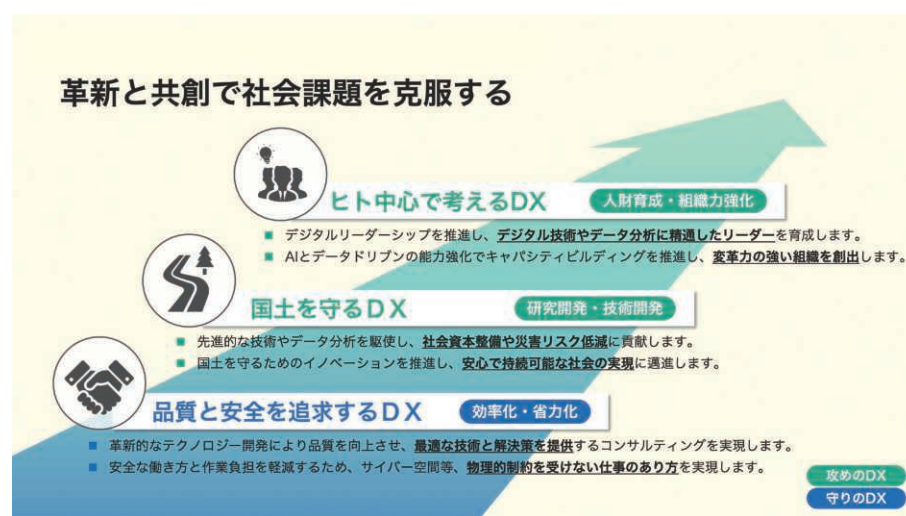 革新と共創で社会課題を克服する
ヒト中心で考えるDX 人財育成・組織力強化
■ デジタルリーダーシップを推進し、デジタル技術やデータ分析に精通したリーダーを育成します。
■ AIとデータドリブンの能力強化でキャパシティビルディングを推進し、変革力の強い組織を創出します。
国土を守るDX 研究開発・技術開発
■ 先進的な技術やデータ分析を駆使し、社会資本整備や災害リスク低減に貢献します。
■ 国土を守るためのイノベーションを推進し、安心で持続可能な社会の実現に邁進します。
品質と安全を追求するDX 効率化・省力化
■ 革新的なテクノロジー開発により品質を向上させ、最適な技術と解決策を提供するコンサルティングを実現します。
■ 安全な働き方と作業負担を軽減するため、サイバー空間等、物理的制約を受けない仕事のあり方を実現します。
攻めのDX
守りのDX